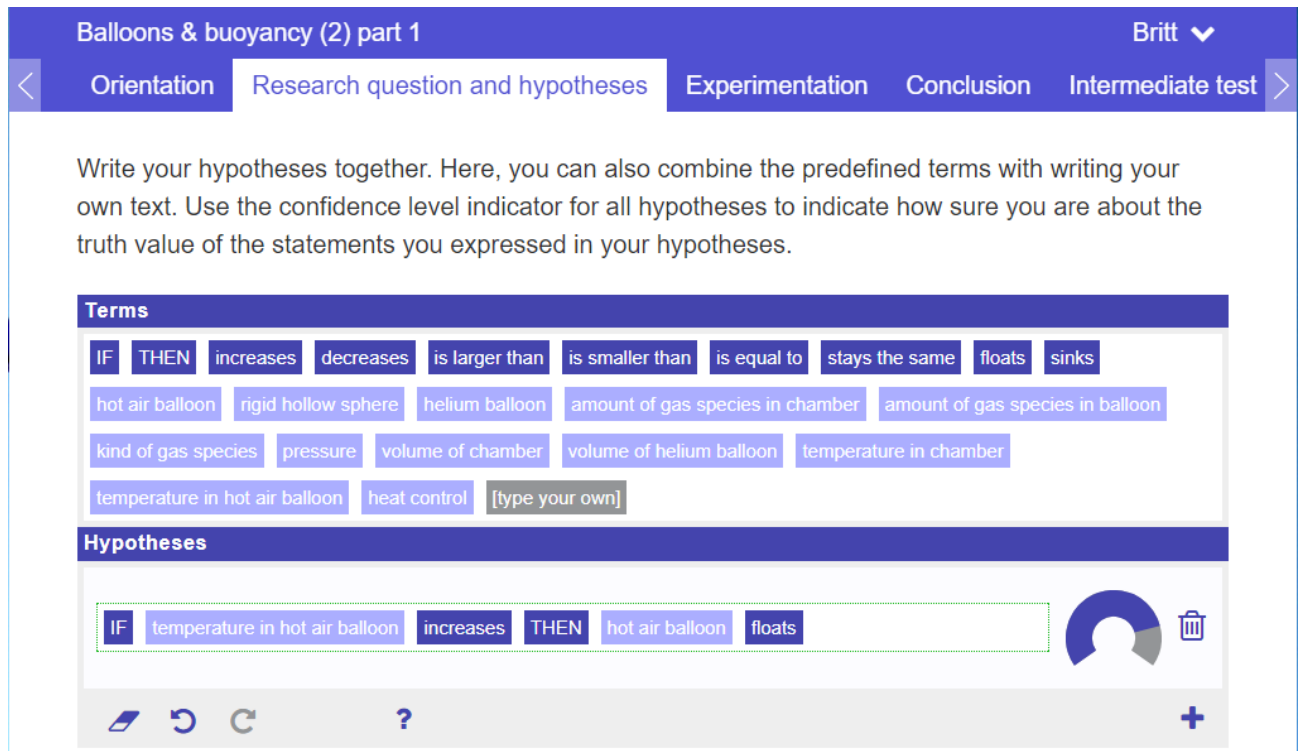 Balloons & buoyancy (2) part 1 Britt
Orientation Research question and hypotheses Experimentation Conclusion Intermediate test
Write your hypotheses together. Here, you can also combine the predefined terms with writing your
own text. Use the confidence level indicator for all hypotheses to indicate how sure you are about the
truth value of the statements you expressed in your hypotheses.
Terms
IF THEN increases decreases is larger than is smaller than is equal to stays the same floats sinks
hot air balloon rigid hollow sphere helium balloon amount of gas species in chamber amount of gas species in balloon
kind of gas species pressure volume of chamber volume of helium balloon temperature in chamber
temperature in hot air balloon heat control [type your own]
Hypotheses
IF temperature in hot air balloon increases THEN hot air balloon floats
?